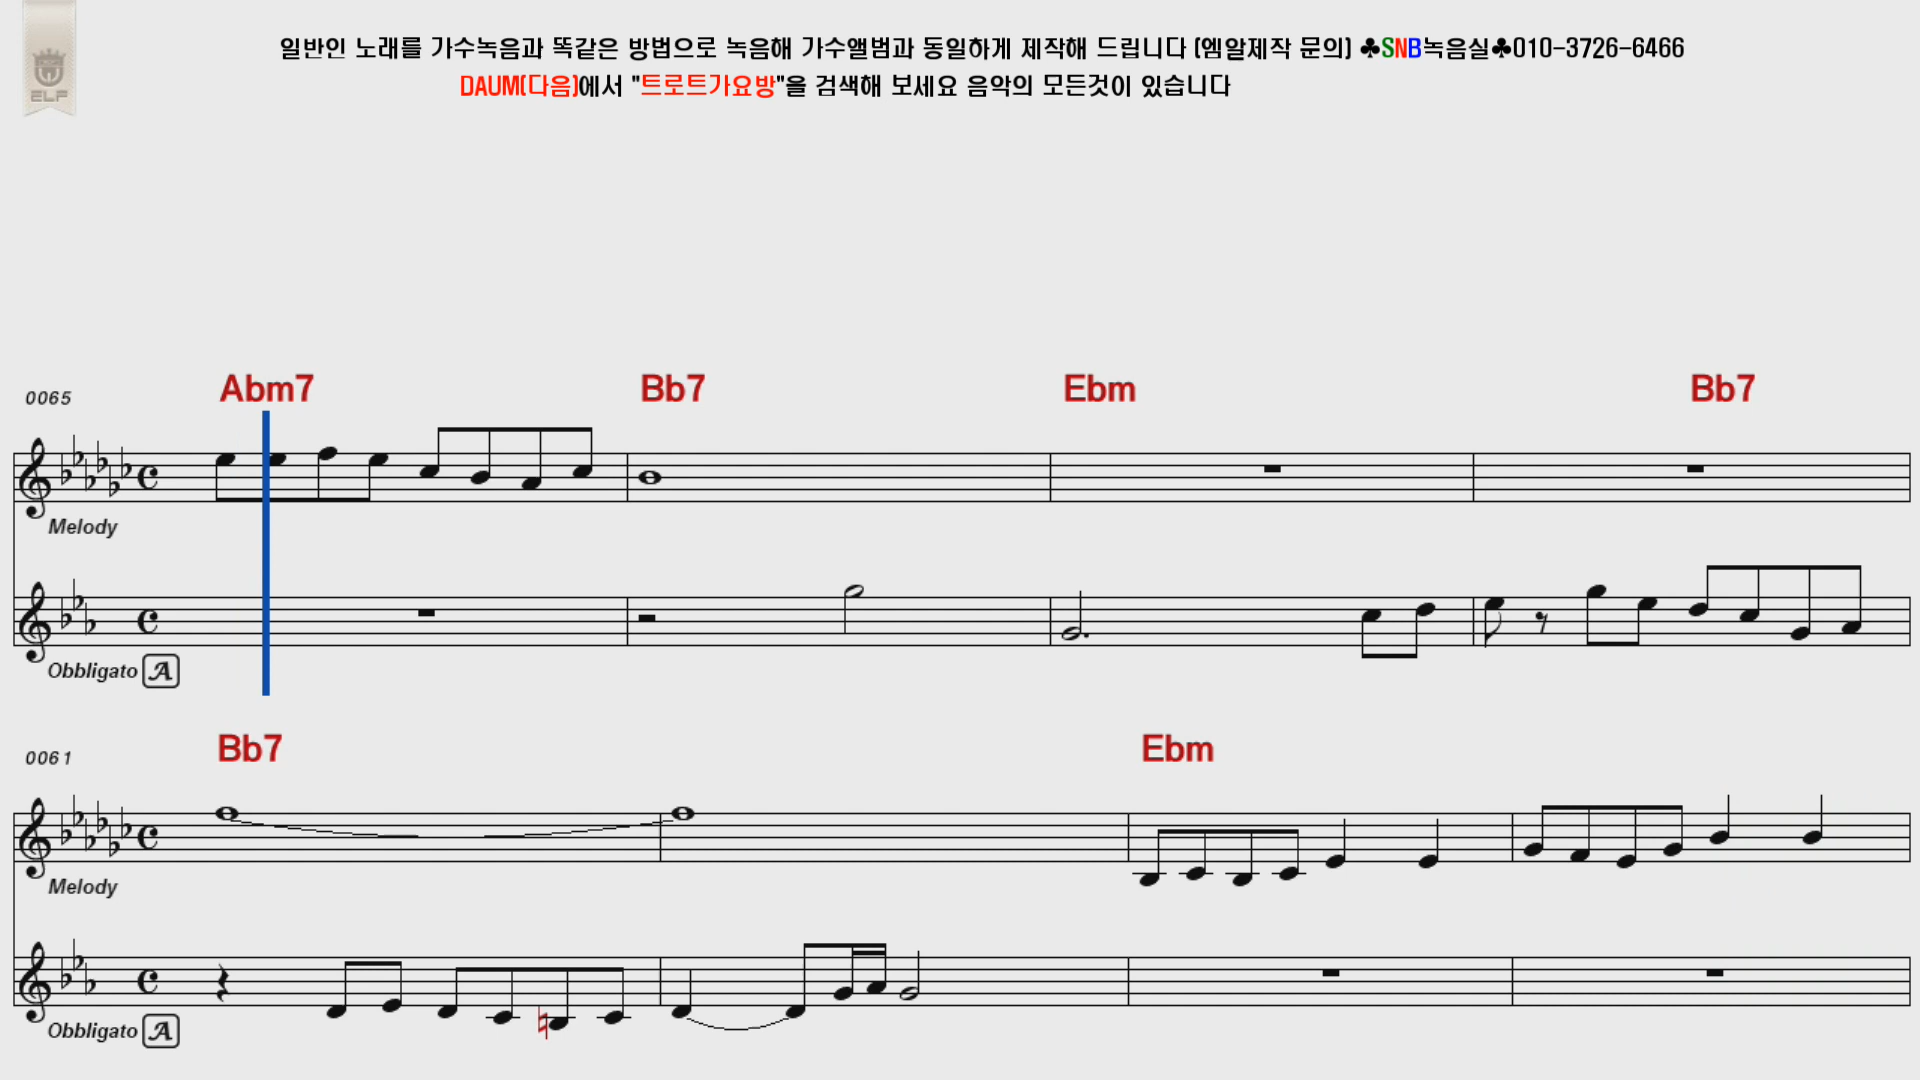 일반인 노래를 가수녹음과 똑같은 방법으로 녹음해 가수앨범과 동일하게 제작해 드립니다 (엠알제작 문의) ♣SNB녹음실♣010-3726-6466
DAUM(다음)에서 "트로트가요방"을 검색해 보세요 음악의 모든것이 있습니다
ELF
0065 Abm7 Bb7 Ebm Bb7
Melody
Obbligato A
0061 Bb7 Ebm
Melody
Obbligato A